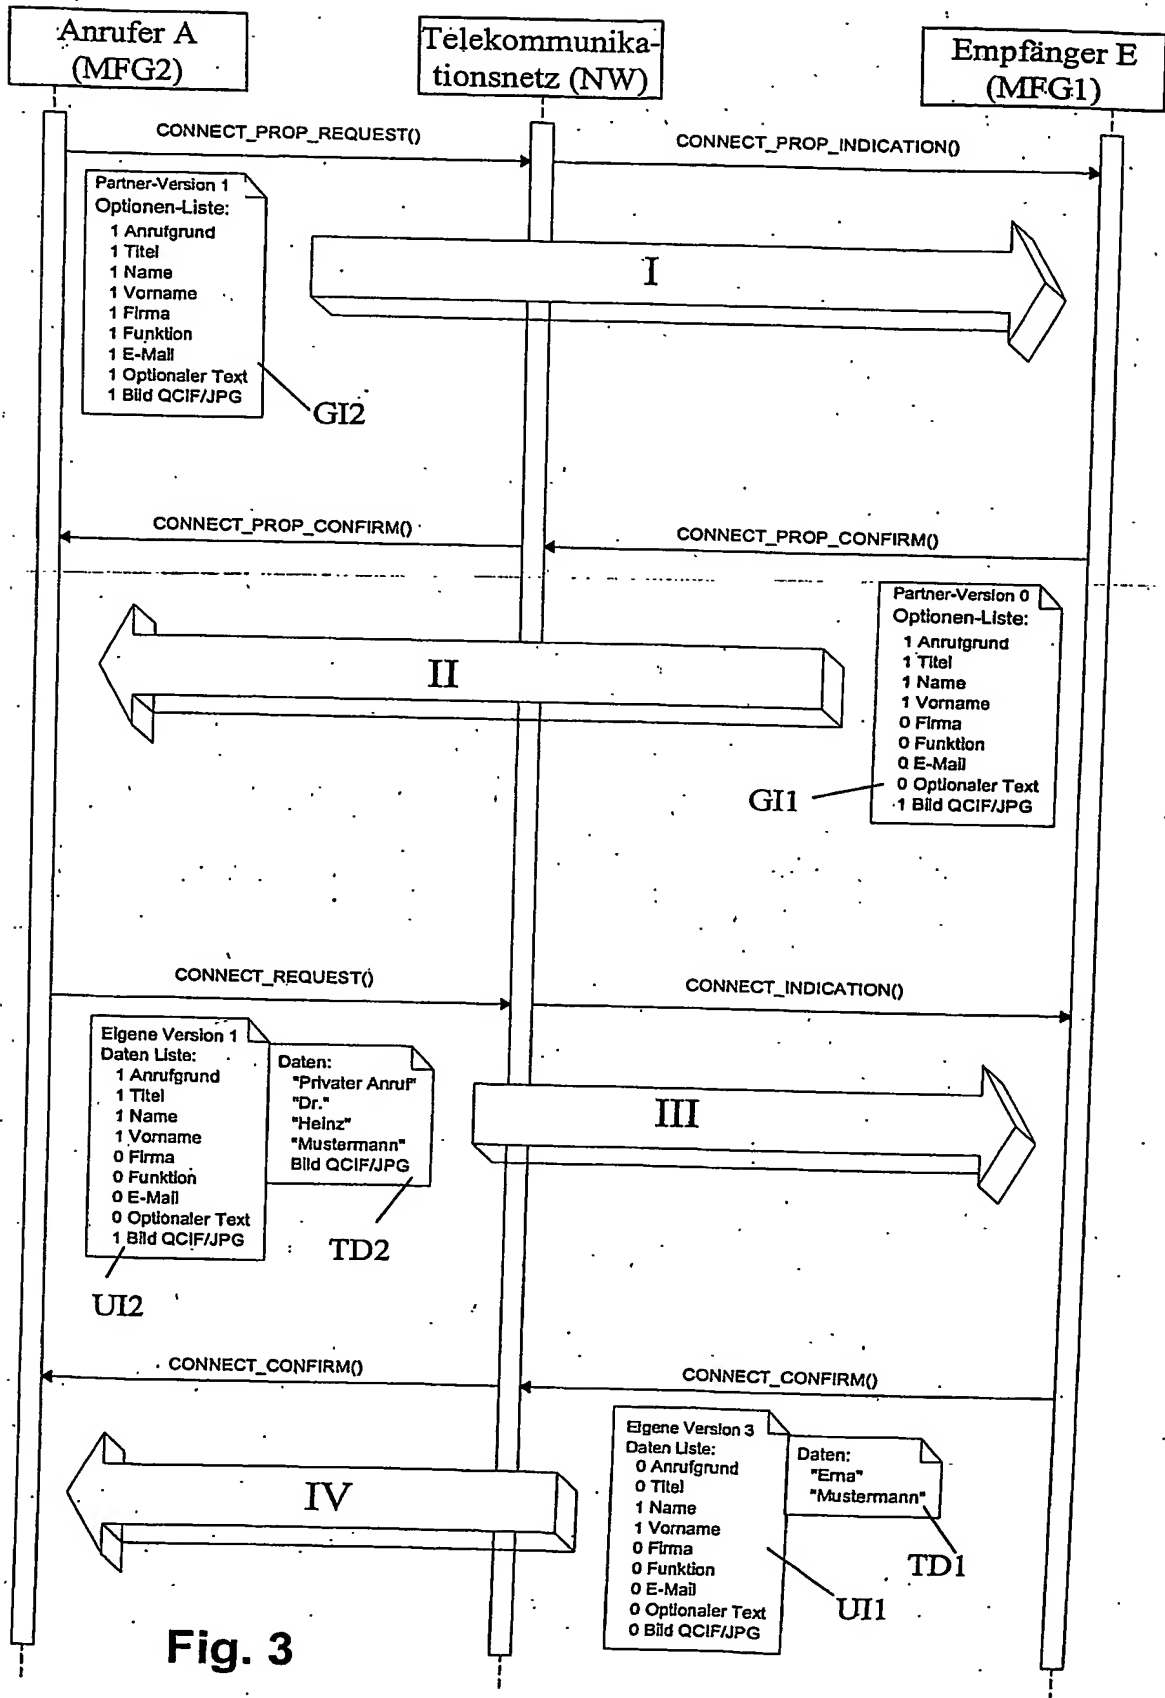 Anrufer A
(MFG2)
Telekommunika-
tionsnetz (NW)
Empfänger E
(MFG1)
CONNECT_PROP_REQUEST()
CONNECT_PROP_INDICATION()
Partner-Version 1
Optionen-Liste:
1 Anrufgrund
1 Titel
1 Name
1 Vorname
1 Firma
1 Funktion
1 E-Mail
1 Optionaler Text
1 Bild QCIF/JPG
GI2
I
CONNECT_PROP_CONFIRM()
CONNECT_PROP_CONFIRM()
II
Partner-Version 0
Optionen-Liste:
1 Anrufgrund
1 Titel
1 Name
1 Vorname
0 Firma
0 Funktion
0 E-Mail
0 Optionaler Text
1 Bild QCIF/JPG
GI1
CONNECT_REQUEST()
CONNECT_INDICATION()
Eigene Version 1
Daten Liste:
1 Anrufgrund
1 Titel
1 Name
1 Vorname
0 Firma
0 Funktion
0 E-Mail
0 Optionaler Text
1 Bild QCIF/JPG
UI2
Daten:
"Privater Anruf"
"Dr."
"Heinz"
"Mustermann"
Bild QCIF/JPG
TD2
III
CONNECT_CONFIRM()
CONNECT_CONFIRM()
IV
Eigene Version 3
Daten Liste:
0 Anrufgrund
0 Titel
1 Name
1 Vorname
0 Firma
0 Funktion
0 E-Mail
0 Optionaler Text
0 Bild QCIF/JPG
UI1
Daten:
"Erna"
"Mustermann"
TD1
Fig. 3